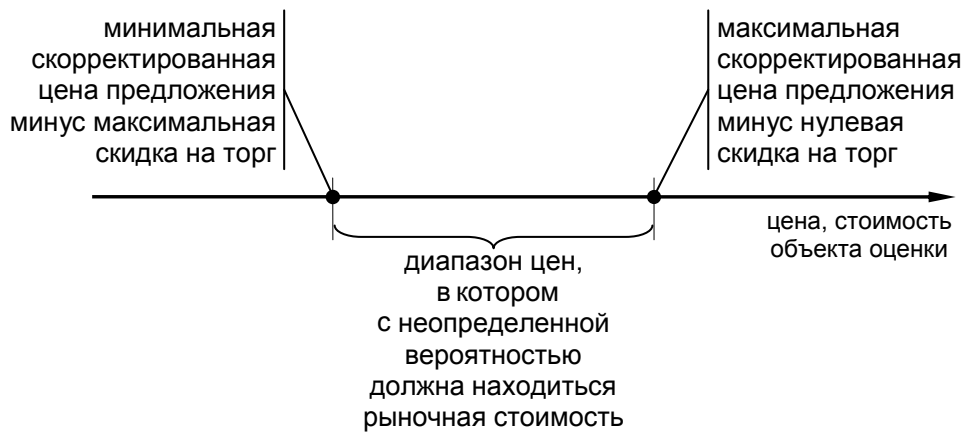 минимальная
скорректированная
цена предложения
минус максимальная
скидка на торг
максимальная
скорректированная
цена предложения
минус нулевая
скидка на торг
цена, стоимость
объекта оценки
диапазон цен,
в котором
с неопределенной
вероятностью
должна находиться
рыночная стоимость